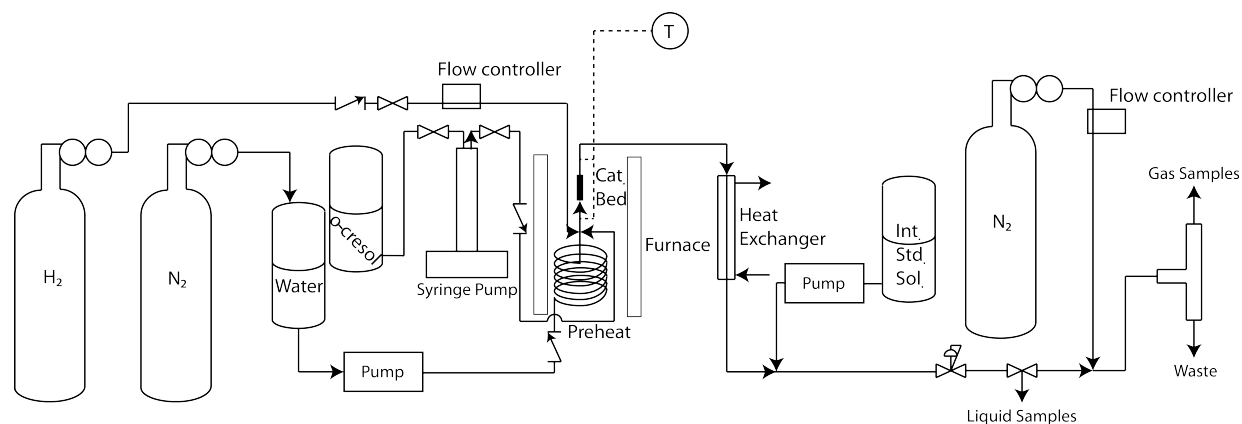 T
Flow controller
Flow controller
Cat.
Bed
Gas Samples
o-cresol
Heat
Exchanger
Int.
Std.
Sol.
N₂
H₂
N₂
Water
Furnace
Syringe Pump
Pump
Preheat
Pump
Waste
Liquid Samples